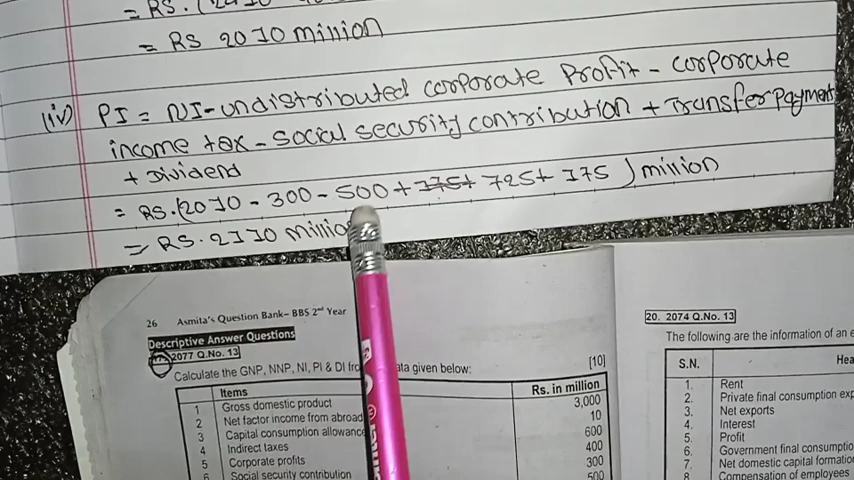 = RS.
= RS 2010 million
(iv) PI = NI - undistributed corporate Profit - corporate
income tax - social security contribution + Transfer Payment
+ Dividend
= RS.(2010 - 300 - 500 + 175+ 725+ 175) million
= RS. 2110 million
26 Asmita's Question Bank– BBS 2nd Year
Descriptive Answer Questions
2077 Q.No. 13
Calculate the GNP, NNP, NI, PI & DI given below: [10]
Items Rs. in million
1 Gross domestic product 3,000
2 Net factor income from abroad 10
3 Capital consumption allowance 600
4 Indirect taxes 400
5 Corporate profits 300
6 Social security contribution 500
20. 2074 Q.No. 13
The following are the information of an
S.N. Hea
1. Rent
2. Private final consumption exp
3. Net exports
4. Interest
5. Profit
6. Government final consumptio
7. Net domestic capital formatio
8. Compensation of employees